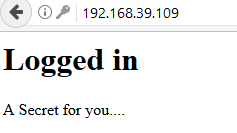 192.168.39.109
Logged in
A Secret for you....